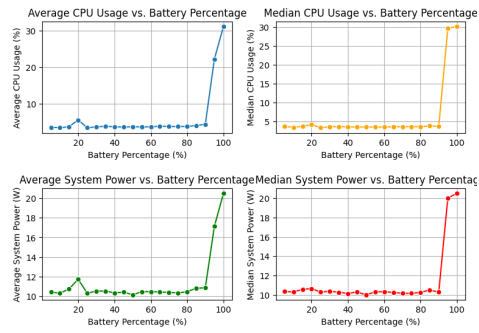 Average CPU Usage vs. Battery Percentage
Average CPU Usage (%)
30
20
10
20 40 60 80 100
Battery Percentage (%)
Median CPU Usage vs. Battery Percentage
Median CPU Usage (%)
30
25
20
15
10
5
20 40 60 80 100
Battery Percentage (%)
Average System Power vs. Battery Percentage
Average System Power (W)
20
18
16
14
12
10
20 40 60 80 100
Battery Percentage (%)
Median System Power vs. Battery Percentag
Median System Power (W)
20
18
16
14
12
10
20 40 60 80 100
Battery Percentage (%)